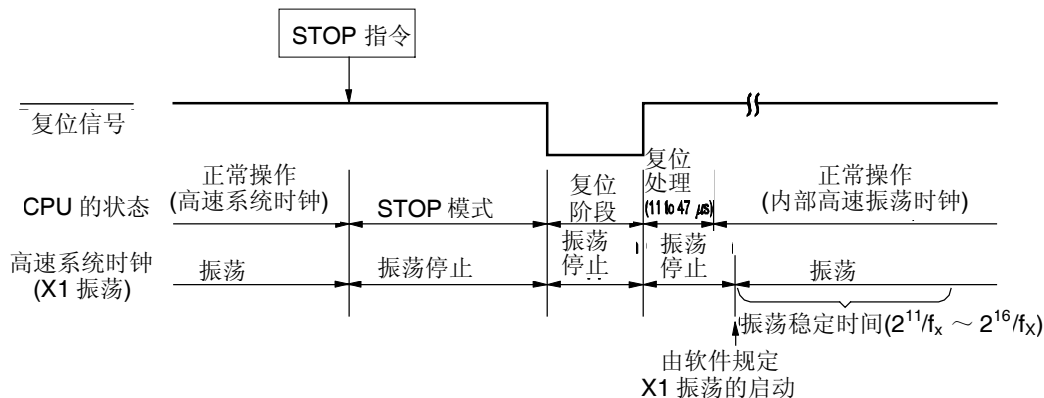 STOP 指令
复位信号
CPU 的状态
正常操作
(高速系统时钟)
STOP 模式
复位
阶段
复位
处理
(11 to 47 μs)
正常操作
(内部高速振荡时钟)
高速系统时钟
(X1 振荡)
振荡
振荡停止
振荡
停止
振荡
停止
振荡
振荡稳定时间(2¹¹/fx ～ 2¹⁶/fx)
由软件规定
X1 振荡的启动